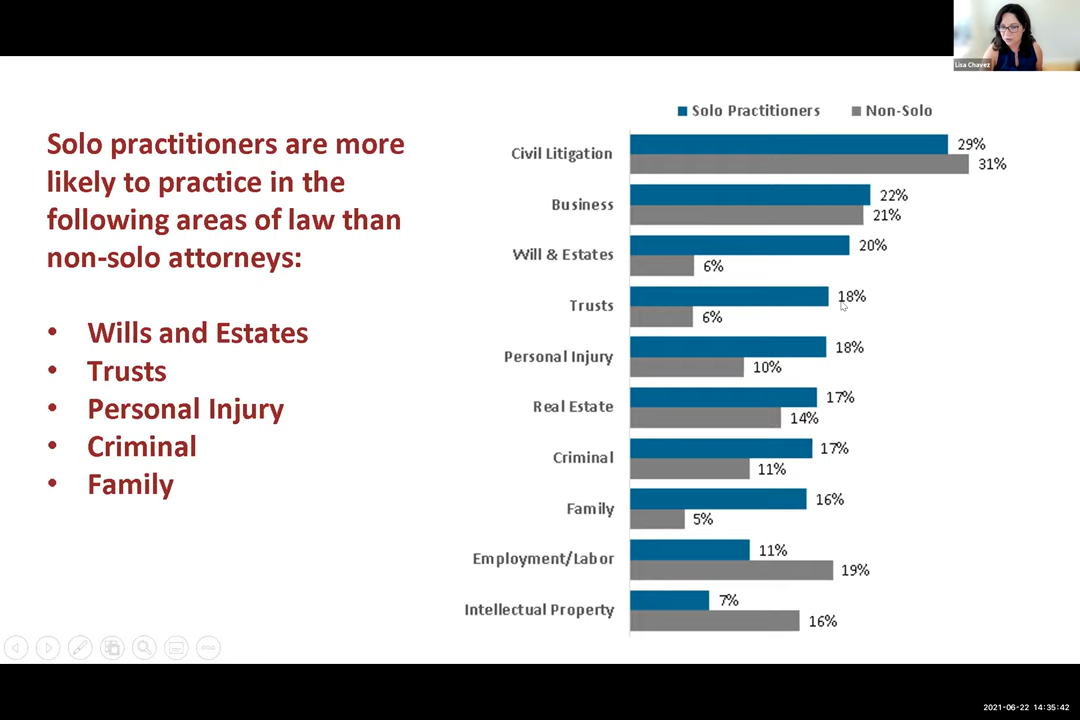 Lisa Chavez
Solo practitioners are more
likely to practice in the
following areas of law than
non-solo attorneys:
• Wills and Estates
• Trusts
• Personal Injury
• Criminal
• Family
Solo Practitioners Non-Solo
Civil Litigation 29% 31%
Business 22% 21%
Will & Estates 20% 6%
Trusts 18% 6%
Personal Injury 18% 10%
Real Estate 17% 14%
Criminal 17% 11%
Family 16% 5%
Employment/Labor 11% 19%
Intellectual Property 7% 16%
2021-06-22 14:35:42